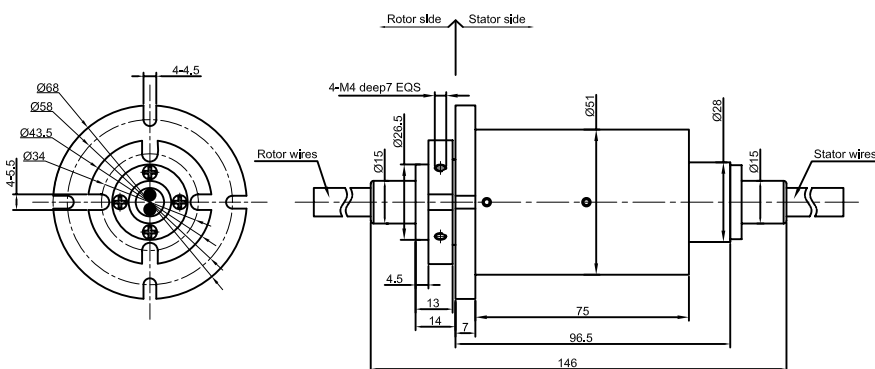 Rotor side
Stator side
4-4.5
Ø68
Ø58
Ø43.5
Ø34
4-5.5
4-M4 deep7 EQS
Ø26.5
Ø15
Rotor wires
Ø51
Ø28
Ø15
Stator wires
4.5
13
14
7
75
96.5
146